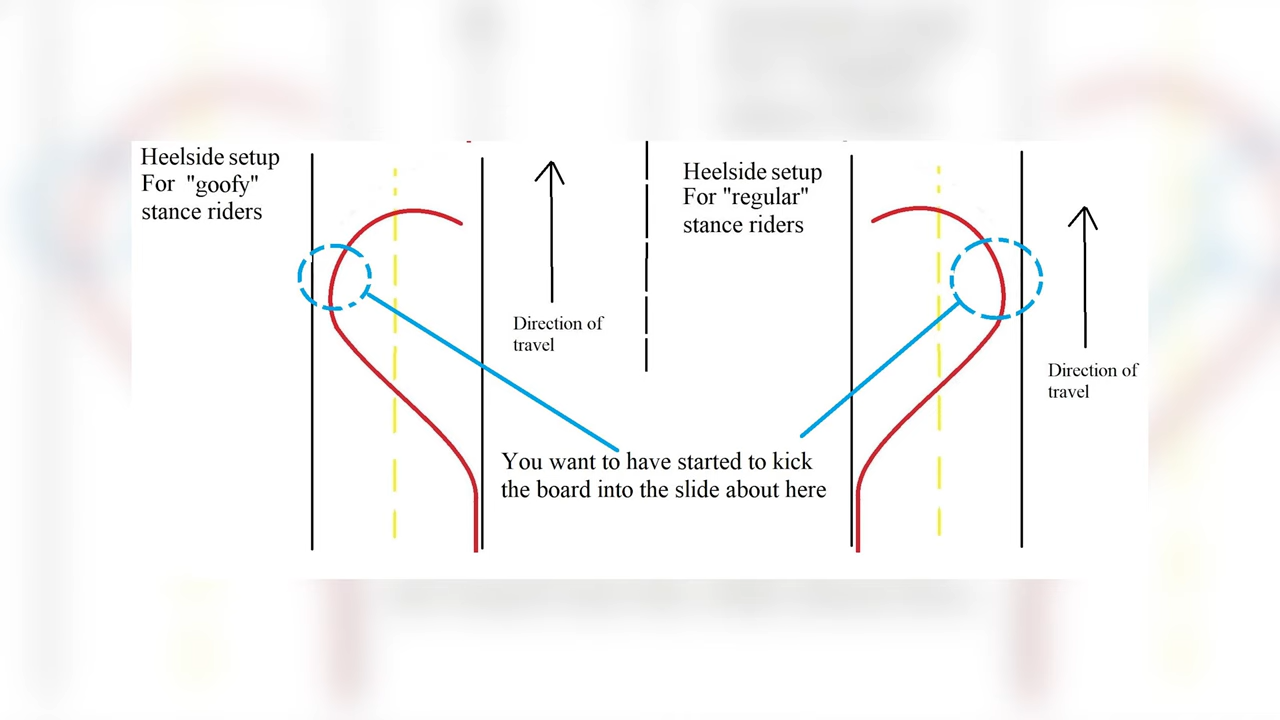 Heelside setup
For "goofy"
stance riders
Heelside setup
For "regular"
stance riders
Direction of
travel
Direction of
travel
You want to have started to kick
the board into the slide about here